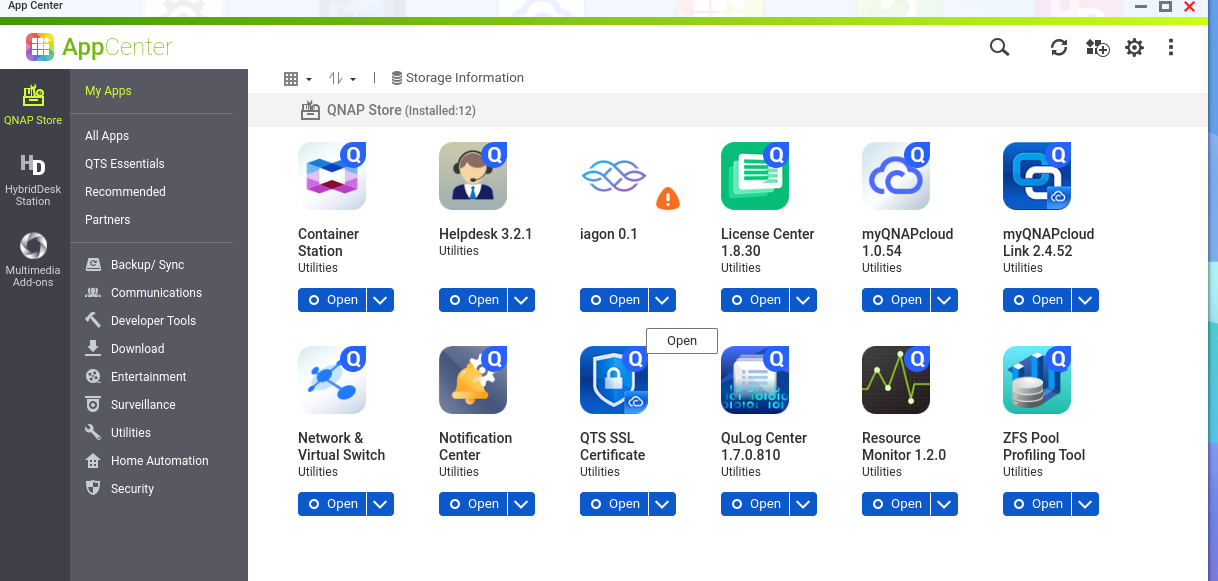 App Center
AppCenter
Storage Information
QNAP Store (Installed:12)
QNAP Store
HybridDesk
Station
Multimedia
Add-ons
My Apps
All Apps
QTS Essentials
Recommended
Partners
Backup/ Sync
Communications
Developer Tools
Download
Entertainment
Surveillance
Utilities
Home Automation
Security
Container
Station
Utilities
Open
Helpdesk 3.2.1
Utilities
Open
iagon 0.1
Open
License Center
1.8.30
Utilities
Open
myQNAPcloud
1.0.54
Utilities
Open
myQNAPcloud
Link 2.4.52
Utilities
Open
Open
Network &
Virtual Switch
Utilities
Open
Notification
Center
Utilities
Open
QTS SSL
Certificate
Utilities
Open
QuLog Center
1.7.0.810
Utilities
Open
Resource
Monitor 1.2.0
Utilities
Open
ZFS Pool
Profiling Tool
Utilities
Open